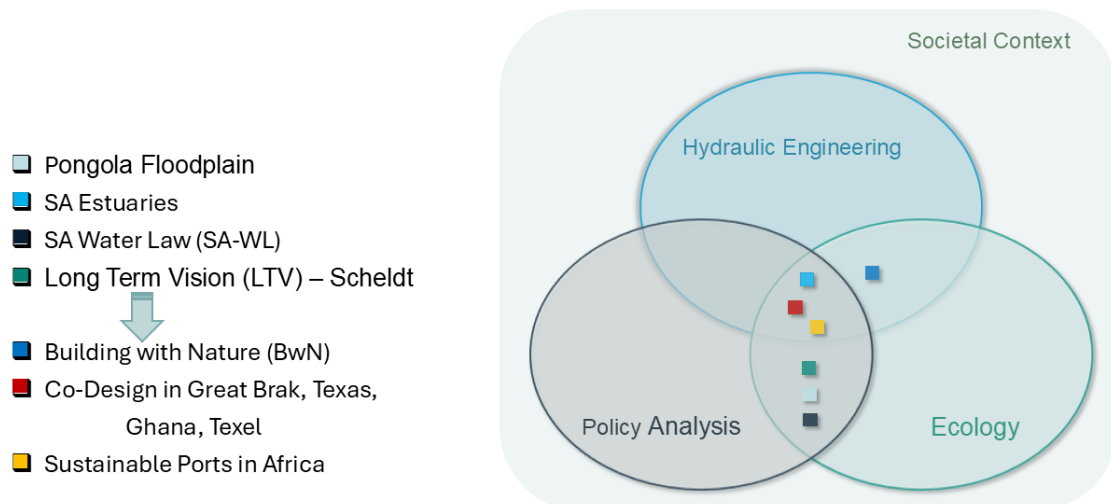 Pongola Floodplain
SA Estuaries
SA Water Law (SA-WL)
Long Term Vision (LTV) – Scheldt
Building with Nature (BwN)
Co-Design in Great Brak, Texas,
Ghana, Texel
Sustainable Ports in Africa
Societal Context
Hydraulic Engineering
Policy Analysis
Ecology